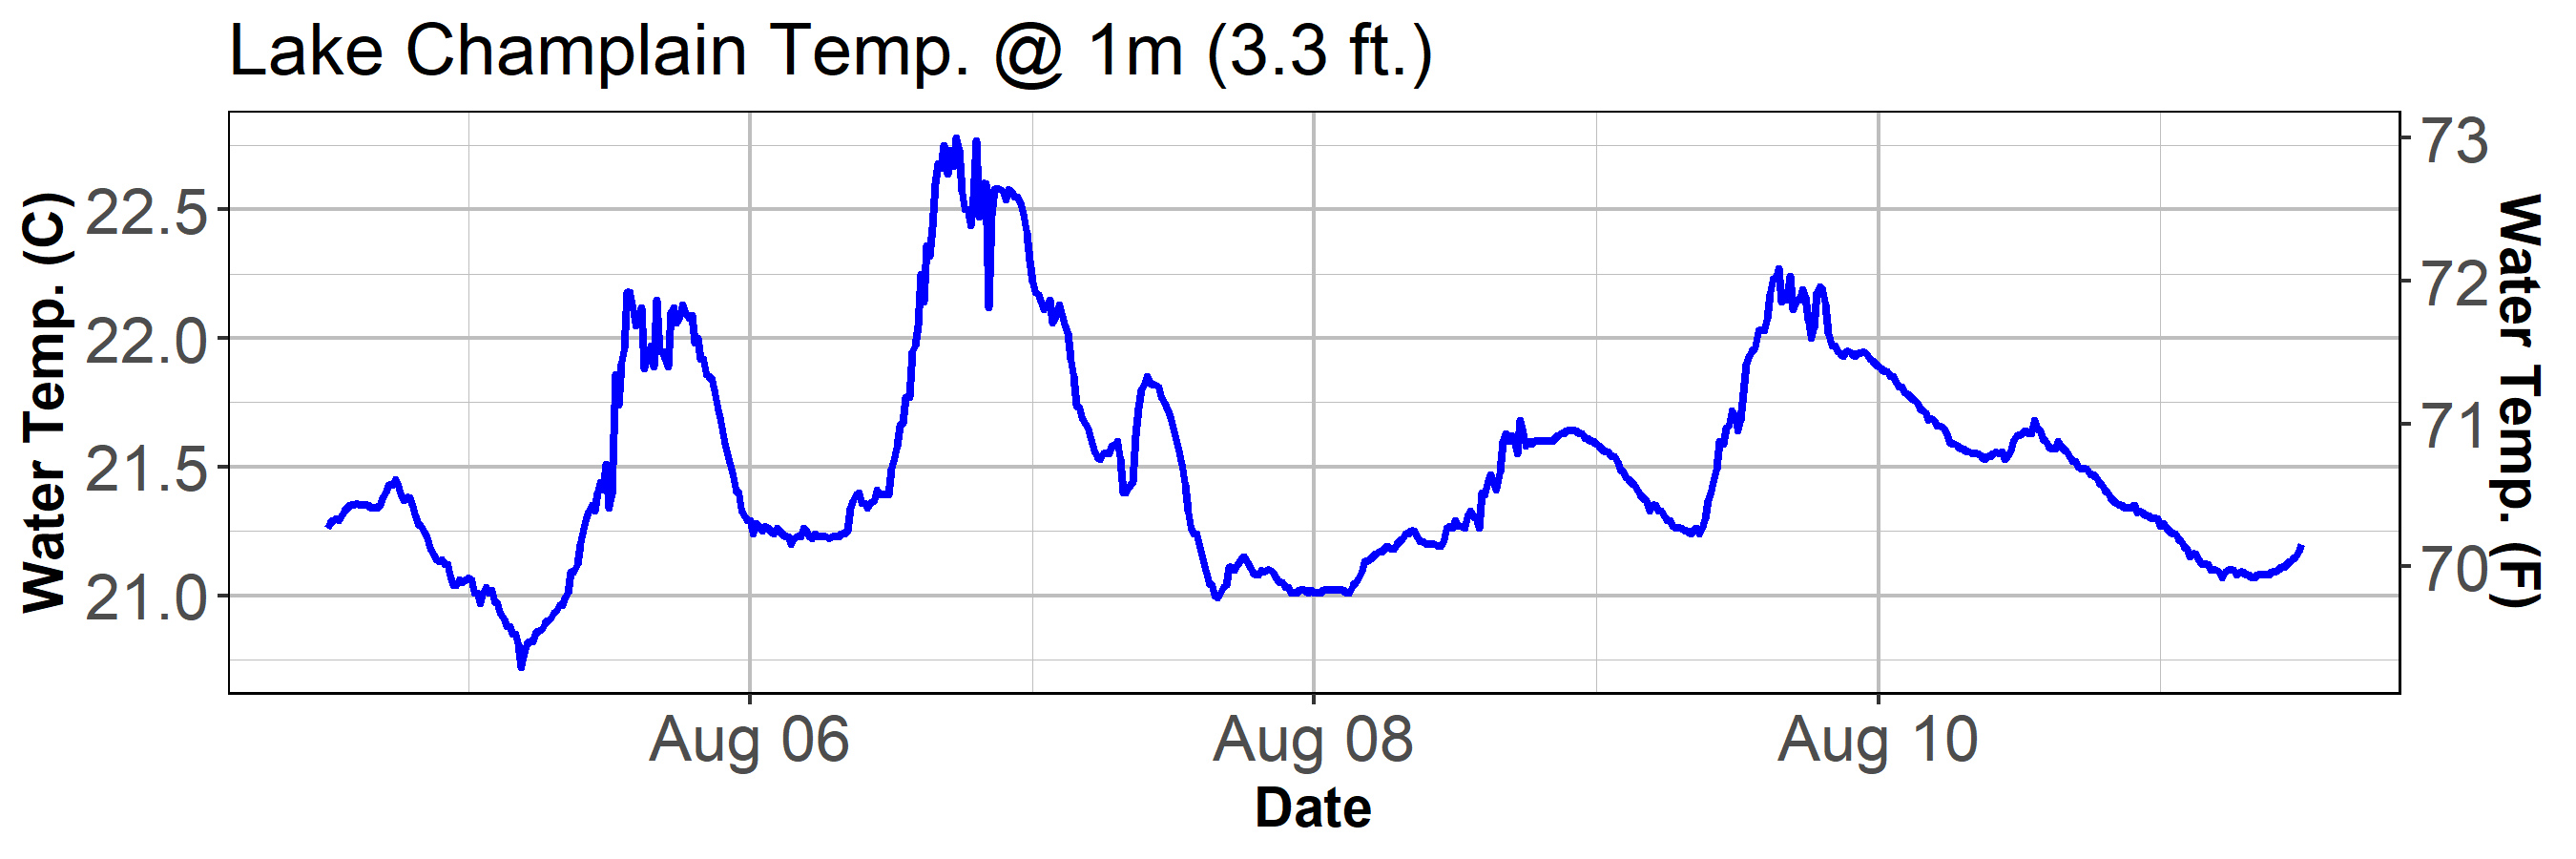 Lake Champlain Temp. @ 1m (3.3 ft.)
Water Temp. (C)
22.5
22.0
21.5
21.0
73
72
71
70
Water Temp. (F)
Aug 06
Aug 08
Aug 10
Date